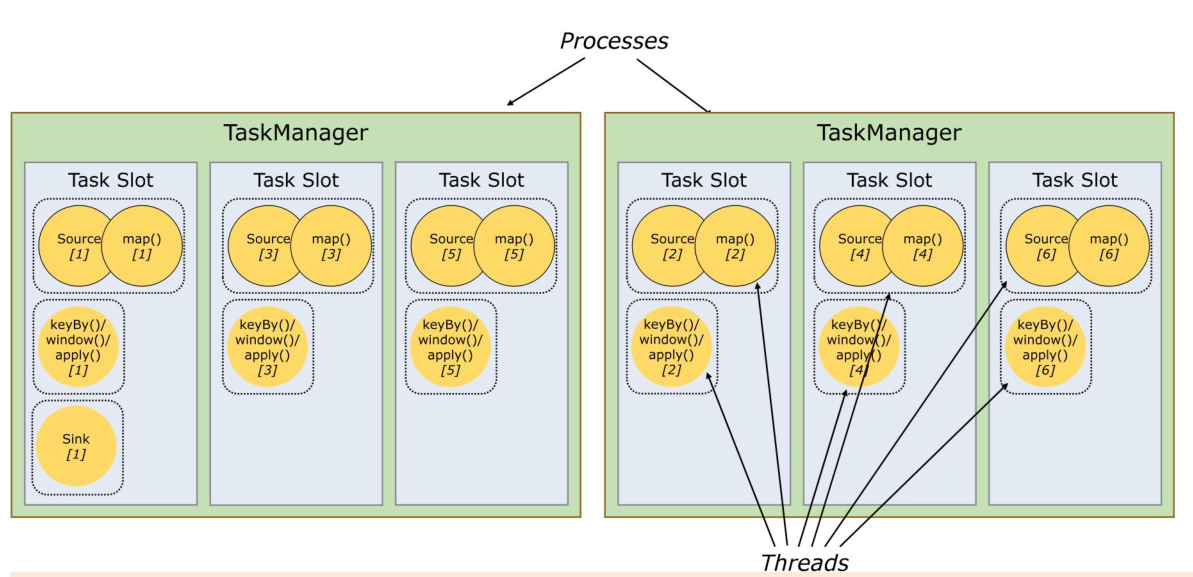 Processes
TaskManager
Task Slot
Source
[1]
map()
[1]
keyBy()/
window()/
apply()
[1]
Sink
[1]
Task Slot
Source
[3]
map()
[3]
keyBy()/
window()/
apply()
[3]
Task Slot
Source
[5]
map()
[5]
keyBy()/
window()/
apply()
[5]
TaskManager
Task Slot
Source
[2]
map()
[2]
keyBy()/
window()/
apply()
[2]
Task Slot
Source
[4]
map()
[4]
keyBy()/
window()/
apply()
[4]
Task Slot
Source
[6]
map()
[6]
keyBy()/
window()/
apply()
[6]
Threads